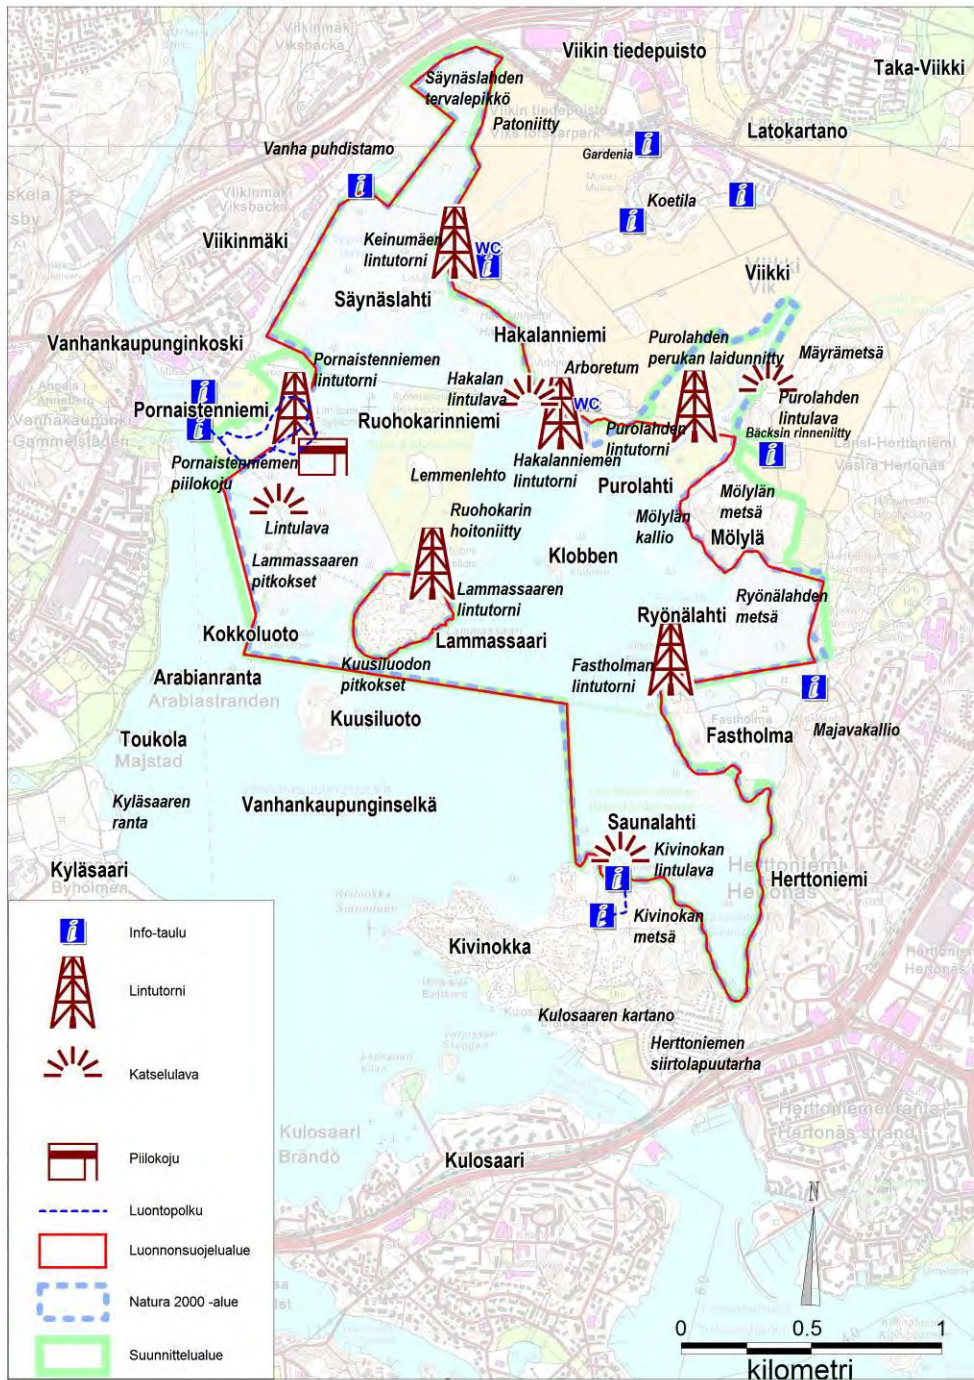 Viikin tiedepuisto
Taka-Viikki
Säynäslahden
tervalepikkö
Patoniitty
Latokartano
Vanha puhdistamo
Gardenia
Koetila
Viikinmäki
Keinumäen
lintutorni
WC
Säynäslahti
Viikki
Hakalanniemi
Vanhankaupunginkoski
Pornaistenniemen
lintutorni
Purolahden
perukan laidunniitty
Mäyrämetsä
Arboretum
Hakalan
lintulava
WC
Purolahden
lintulava
Pornaistenniemi
Ruohokarinniemi
Purolahden
lintutorni
Bäcksin rinneniitty
Pornaistenniemen
piilokoju
Lemmenlehto
Hakalanniemen
lintutorni
Purolahti
Mölylän
metsä
Lintulava
Ruohokarin
hoitoniitty
Mölylän
kallio
Mölylä
Lammassaaren
pitkokset
Klobben
Lammassaaren
lintutorni
Ryönälahden
metsä
Kokkoluoto
Lammassaari
Ryönälahti
Arabianranta
Arabiastranden
Kuusiluodon
pitkokset
Fastholman
lintutorni
Kuusiluoto
Fastholma
Majavakallio
Toukola
Majstad
Kyläsaaren
ranta
Vanhankaupunginselkä
Saunalahti
Kivinokan
lintulava
Kyläsaari
Byholmen
Herttoniemi
Kivinokan
metsä
Kivinokka
Kulosaaren kartano
Herttoniemen
siirtolapuutarha
Kulosaari
Brändö
Kulosaari
Herttoniemenranta
Hertonäs strand
Info-taulu
Lintutorni
Katselulava
Piilokoju
Luontopolku
Luonnonsuojelualue
Natura 2000 -alue
Suunnittelualue
N
0 0.5 1
kilometri